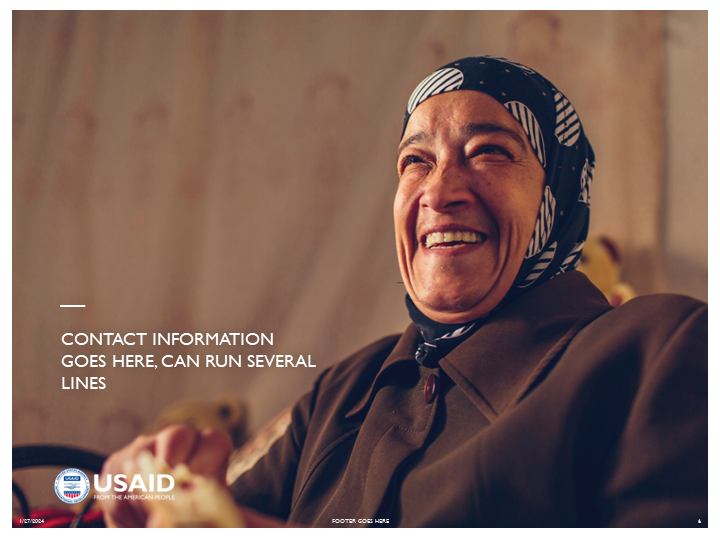 CONTACT INFORMATION
GOES HERE, CAN RUN SEVERAL
LINES
USAID
USAID
FROM THE AMERICAN PEOPLE
1/27/2024
FOOTER GOES HERE
6